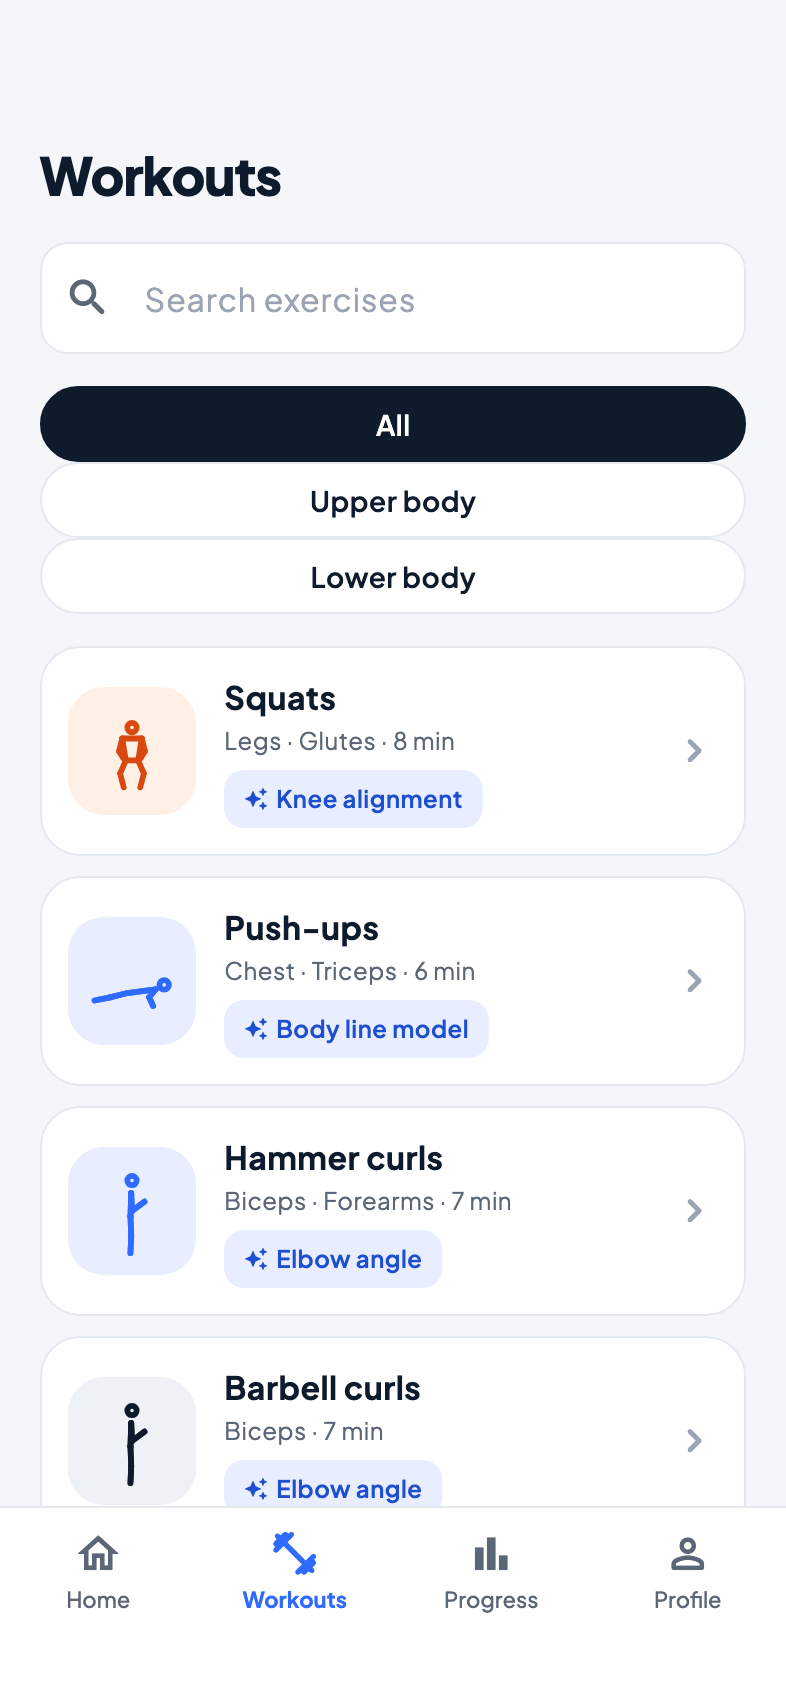 Workouts
Search exercises
All
Upper body
Lower body
Squats
Legs · Glutes · 8 min
Knee alignment
Push-ups
Chest · Triceps · 6 min
Body line model
Hammer curls
Biceps · Forearms · 7 min
Elbow angle
Barbell curls
Biceps · 7 min
Elbow angle
Home
Workouts
Progress
Profile